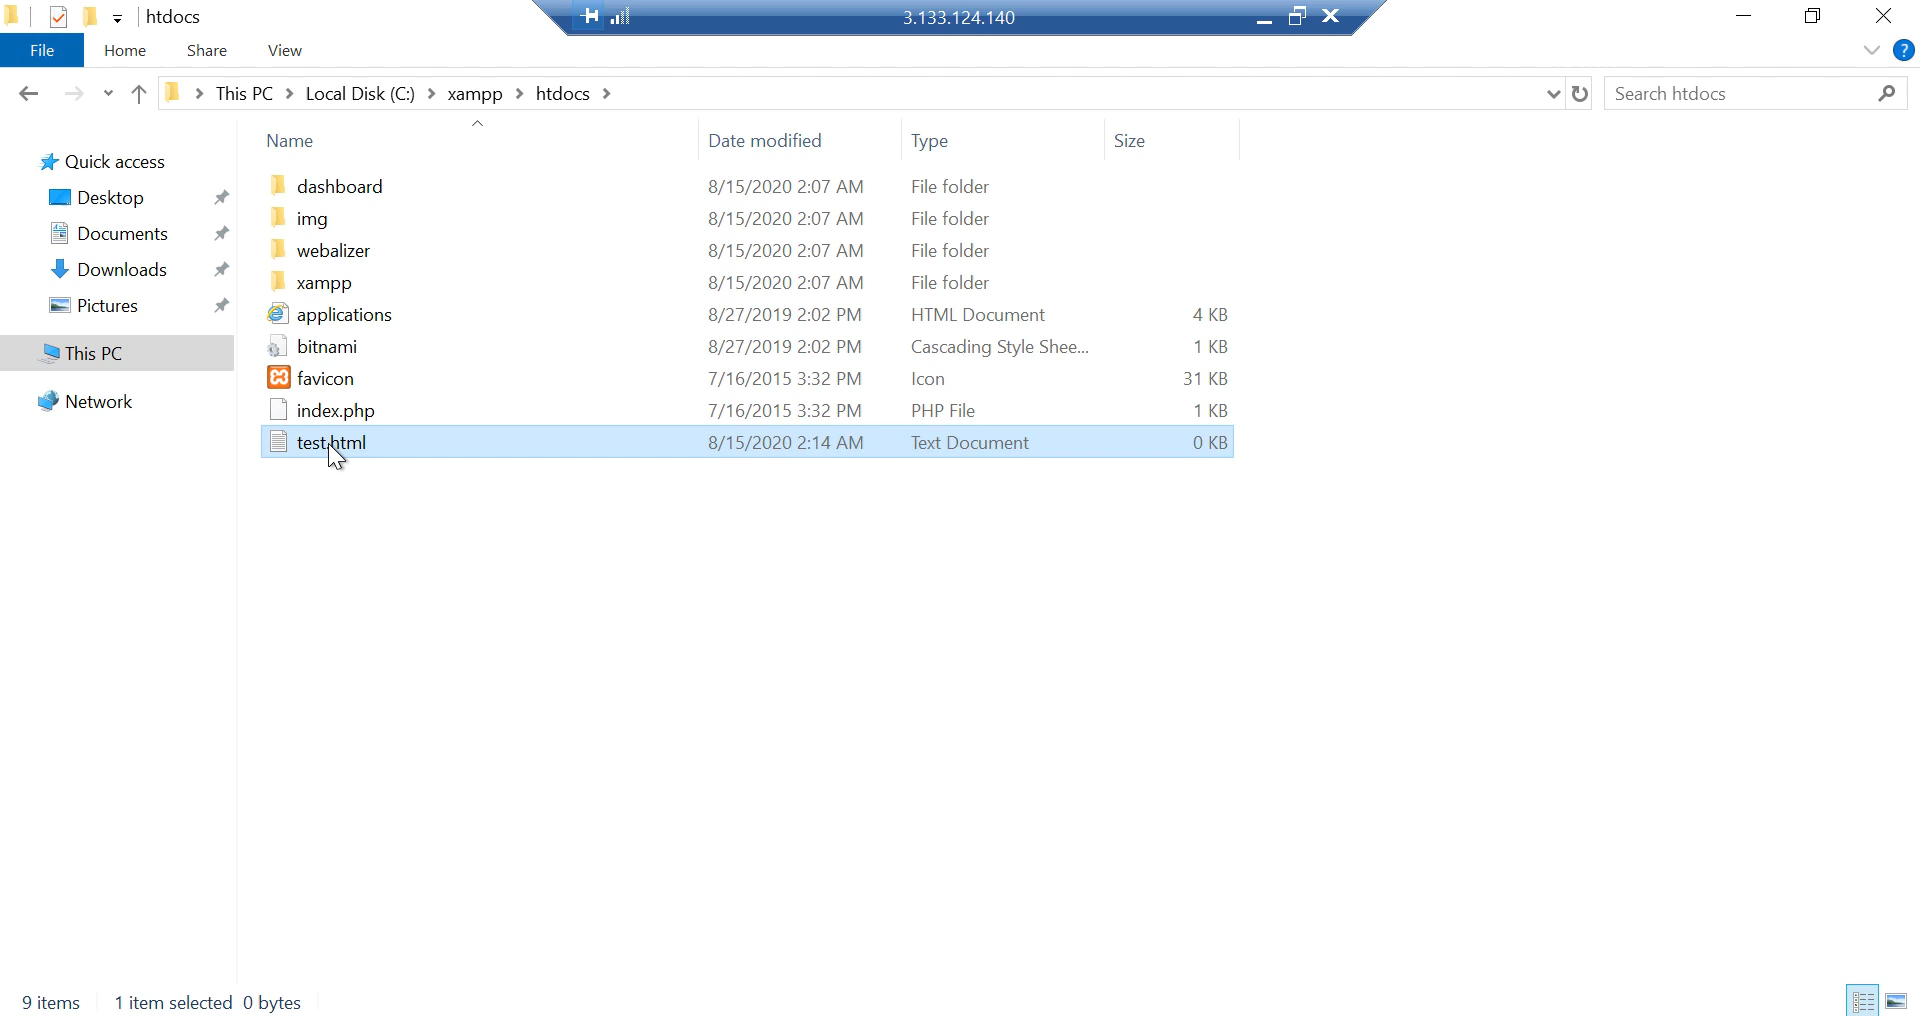 htdocs
3.133.124.140
File Home Share View
This PC > Local Disk (C:) > xampp > htdocs >
Search htdocs
Name Date modified Type Size
Quick access
Desktop
Documents
Downloads
Pictures
This PC
Network
dashboard 8/15/2020 2:07 AM File folder
img 8/15/2020 2:07 AM File folder
webalizer 8/15/2020 2:07 AM File folder
xampp 8/15/2020 2:07 AM File folder
applications 8/27/2019 2:02 PM HTML Document 4 KB
bitnami 8/27/2019 2:02 PM Cascading Style Shee... 1 KB
favicon 7/16/2015 3:32 PM Icon 31 KB
index.php 7/16/2015 3:32 PM PHP File 1 KB
test.html 8/15/2020 2:14 AM Text Document 0 KB
9 items 1 item selected 0 bytes